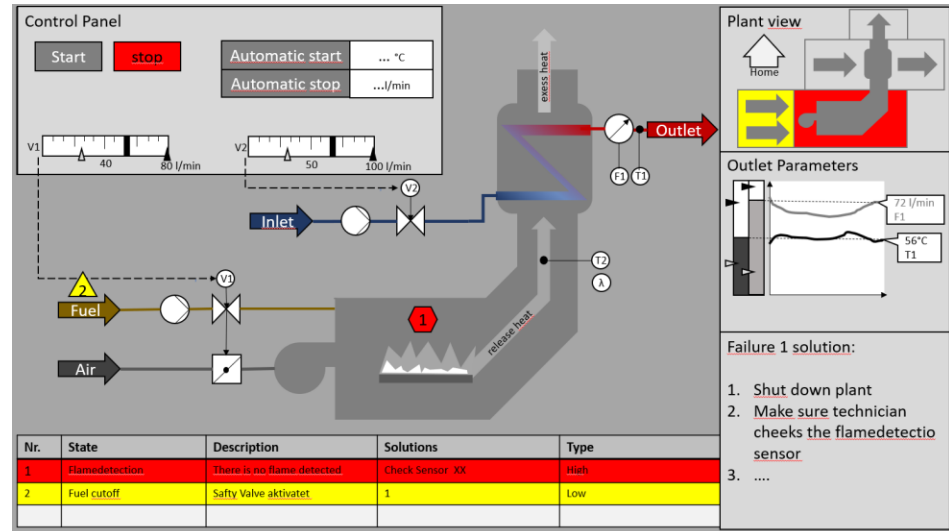 Control Panel
Start
stop
Automatic start
... °C
Automatic stop
...l/min
V1
40
80 l/min
V2
50
100 l/min
exess heat
Outlet
F1
T1
V2
Inlet
T2
λ
V1
2
Fuel
1
release heat
Air
Plant view
Home
Outlet Parameters
72 l/min
F1
56°C
T1
Failure 1 solution:
1. Shut down plant
2. Make sure technician
cheeks the flamedetectio
sensor
3. ....
Nr. State Description Solutions Type
1 Flamedetection There is no flame detected Check Sensor XX High
2 Fuel cutoff Safty Valve aktivatet 1 Low